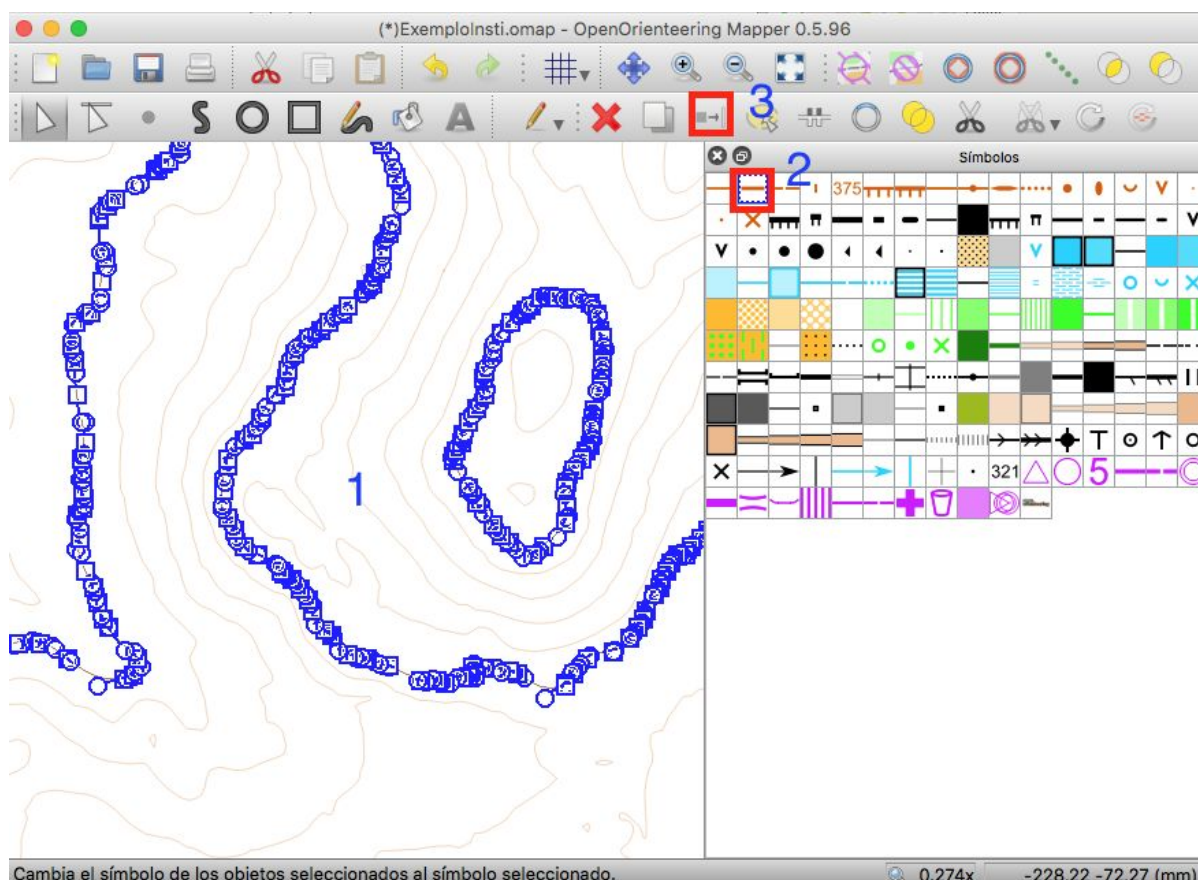 (*)ExemploInsti.omap - OpenOrienteering Mapper 0.5.96
3
Símbolos
2
375
1
321
5
Cambia el símbolo de los objetos seleccionados al símbolo seleccionado.
0.274x
-228.22 -72.27 (mm)